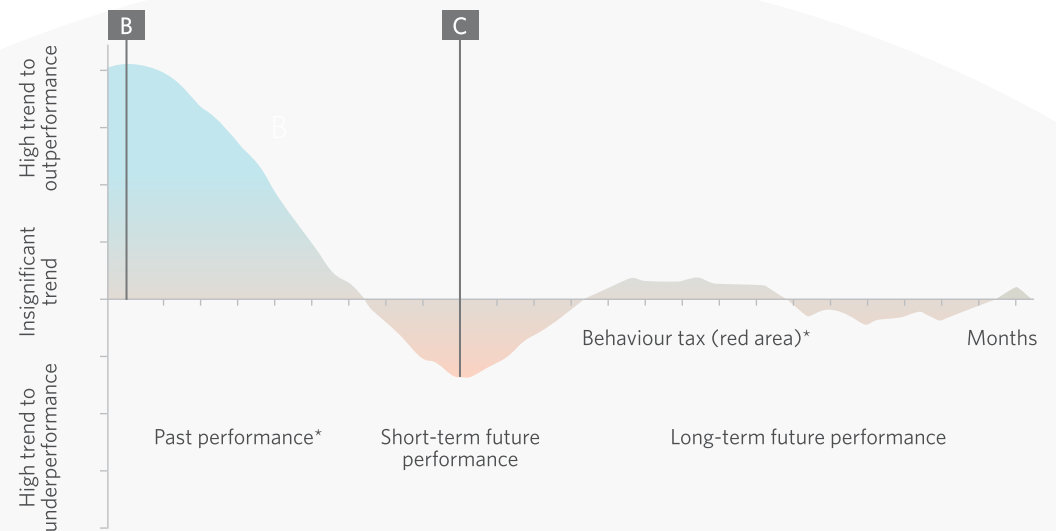 B
C
High trend to
outperformance
B
Insignificant
trend
Behaviour tax (red area)*
Months
High trend to
underperformance
Past performance*
Short-term future
performance
Long-term future performance